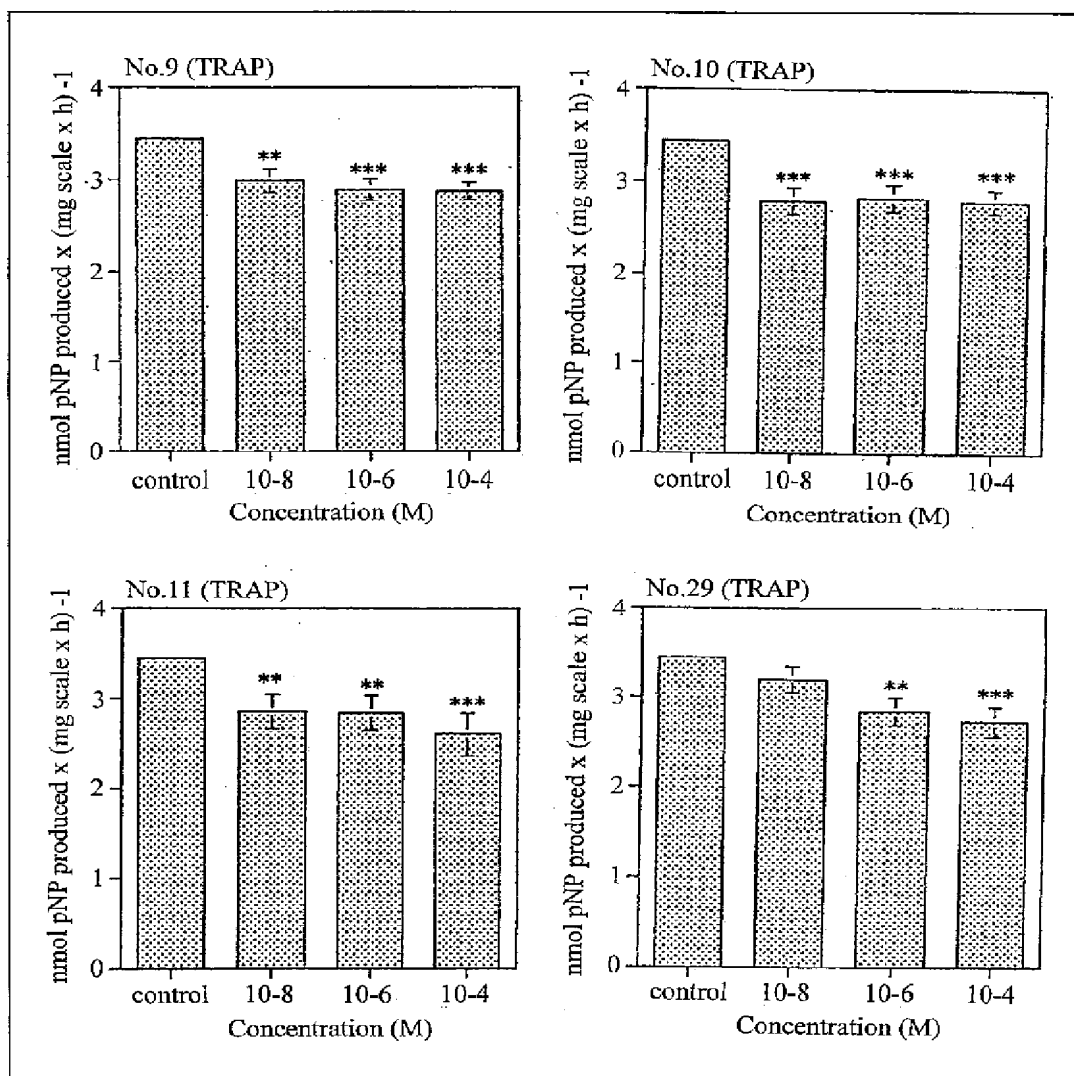 No.9 (TRAP)
nmol pNP produced x (mg scale x h) -1
4
3
2
1
0
**
***
***
control
10-8
10-6
10-4
Concentration (M)
No.10 (TRAP)
nmol pNP produced x (mg scale x h) -1
4
3
2
1
0
***
***
***
control
10-8
10-6
10-4
Concentration (M)
No.11 (TRAP)
nmol pNP produced x (mg scale x h) -1
4
3
2
1
0
**
**
***
control
10-8
10-6
10-4
Concentration (M)
No.29 (TRAP)
nmol pNP produced x (mg scale x h) -1
4
3
2
1
0
**
***
control
10-8
10-6
10-4
Concentration (M)